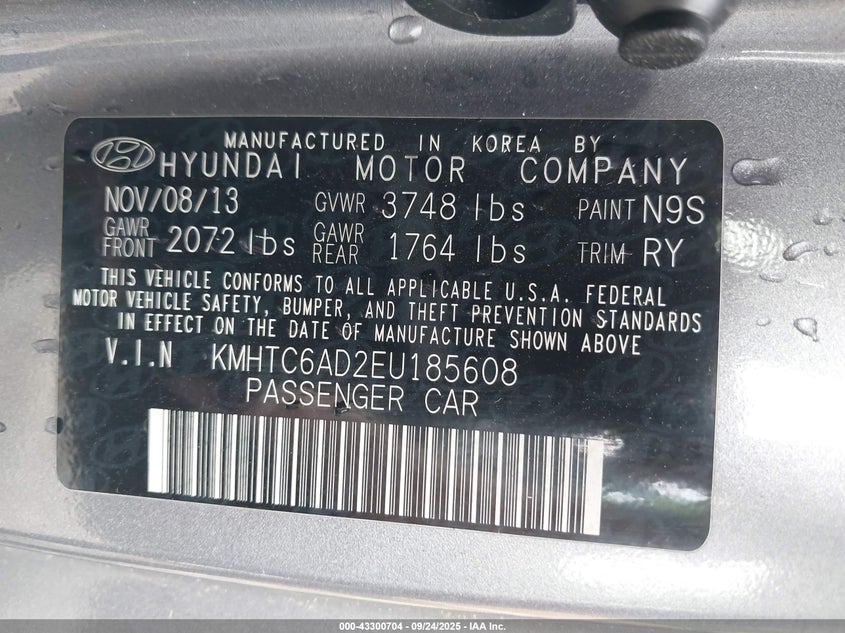 MANUFACTURED IN KOREA BY
HYUNDAI MOTOR COMPANY
NOV/08/13 GVWR 3748 lbs PAINT N9S
GAWR FRONT 2072 lbs GAWR REAR 1764 lbs TRIM RY
THIS VEHICLE CONFORMS TO ALL APPLICABLE U.S.A. FEDERAL
MOTOR VEHICLE SAFETY, BUMPER, AND THEFT PREVENTION STANDARDS
IN EFFECT ON THE DATE OF MANUFACTURE SHOWN ABOVE
V.I.N KMHTC6AD2EU185608
PASSENGER CAR
000-43300704 - 09/24/2025 - IAA Inc.